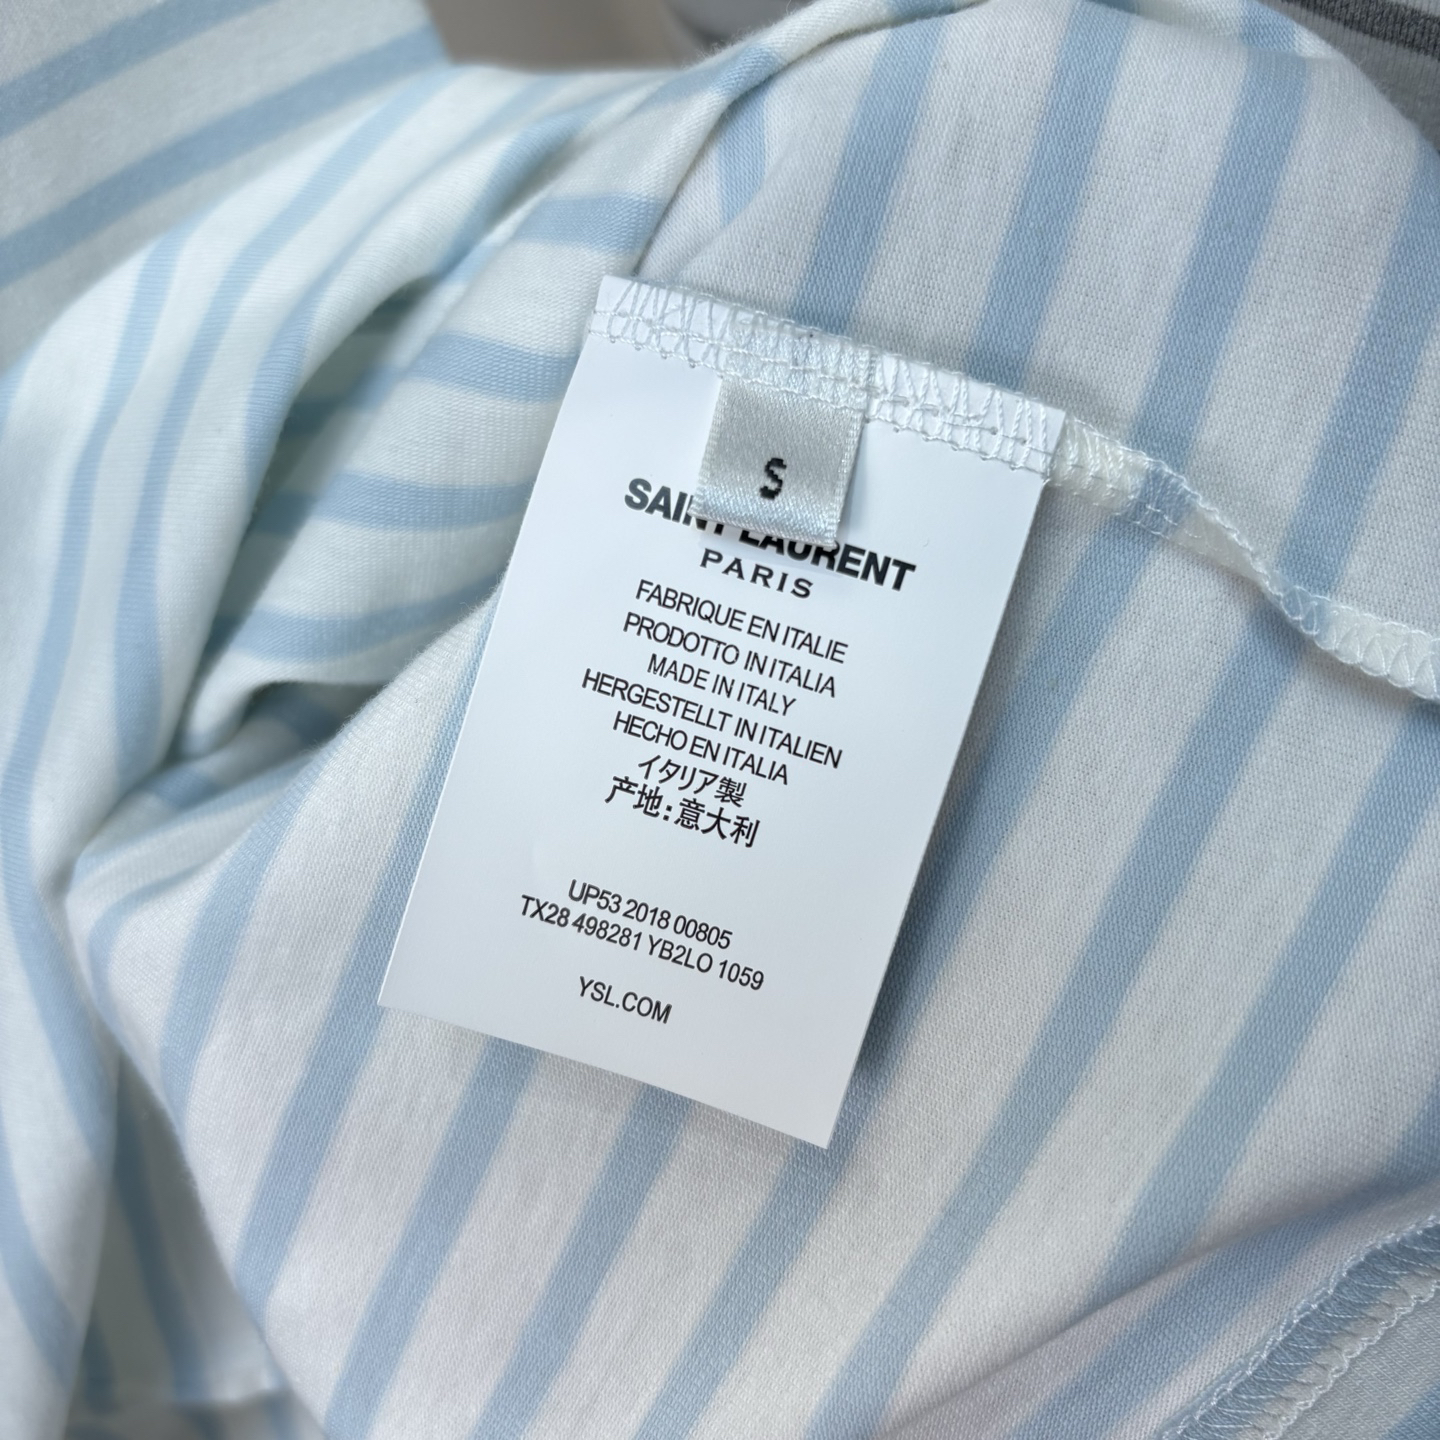 S
SAINT LAURENT
PARIS
FABRIQUE EN ITALIE
PRODOTTO IN ITALIA
MADE IN ITALY
HERGESTELLT IN ITALIEN
HECHO EN ITALIA
イタリア製
产地:意大利
UP53 2018 00805
TX28 498281 YB2LO 1059
YSL.COM